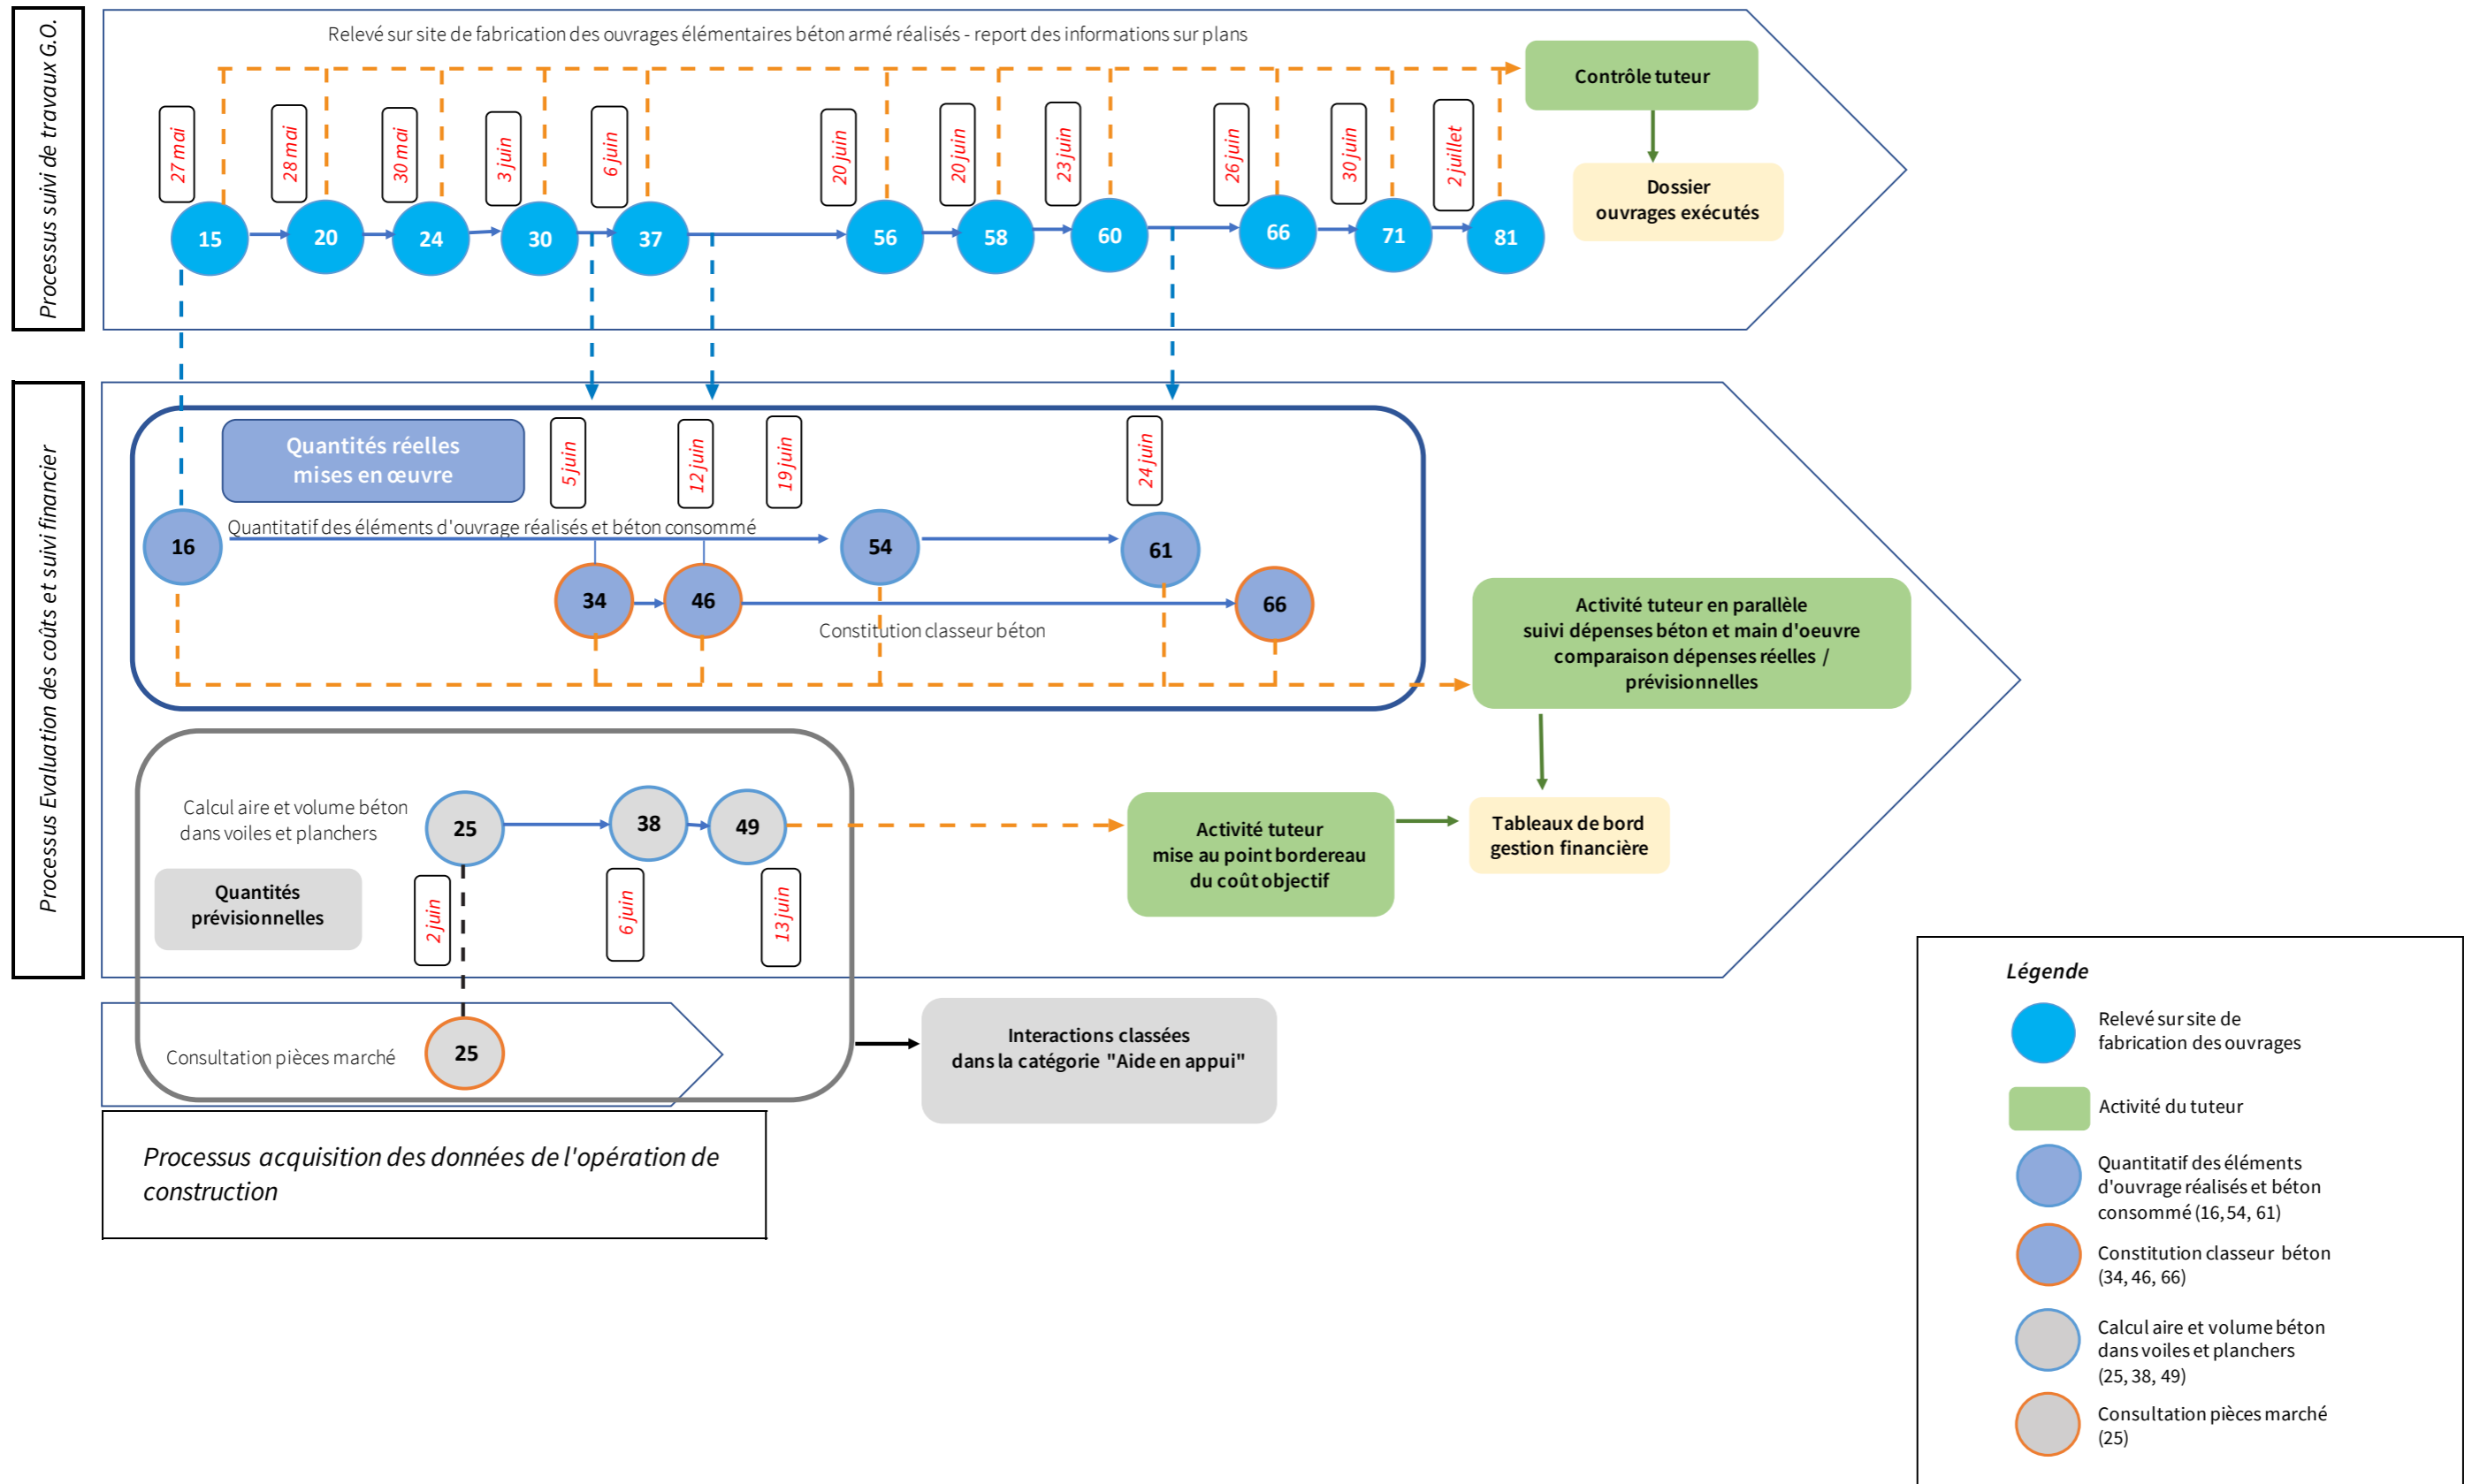 Processus suivi de travaux G.O.
Relevé sur site de fabrication des ouvrages élémentaires béton armé réalisés - report des informations sur plans
Contrôle tuteur
27 mai
28 mai
30 mai
3 juin
6 juin
20 juin
20 juin
23 juin
26 juin
30 juin
2 juillet
Dossier
ouvrages exécutés
15
20
24
30
37
56
58
60
66
71
81
Processus Evaluation des coûts et suivi financier
Quantités réelles
mises en œuvre
5 juin
12 juin
19 juin
24 juin
Quantitatif des éléments d'ouvrage réalisés et béton consommé
16
54
61
34
46
66
Constitution classeur béton
Activité tuteur en parallèle
suivi dépenses béton et main d'oeuvre
comparaison dépenses réelles /
prévisionnelles
Calcul aire et volume béton
dans voiles et planchers
25
38
49
Activité tuteur
mise au point bordereau
du coût objectif
Tableaux de bord
gestion financière
Quantités
prévisionnelles
2 juin
6 juin
13 juin
Consultation pièces marché
25
Interactions classées
dans la catégorie "Aide en appui"
Processus acquisition des données de l'opération de
construction
Légende
Relevé sur site de
fabrication des ouvrages
Activité du tuteur
Quantitatif des éléments
d'ouvrage réalisés et béton
consommé (16, 54, 61)
Constitution classeur béton
(34, 46, 66)
Calcul aire et volume béton
dans voiles et planchers
(25, 38, 49)
Consultation pièces marché
(25)